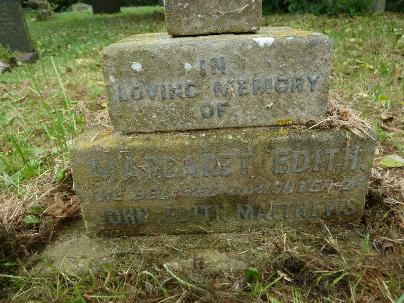 IN
LOVING MEMORY
OF
MARGARET EDITH
THE BELOVED DAUGHTER OF
JOHN & EDITH MATTHEWS